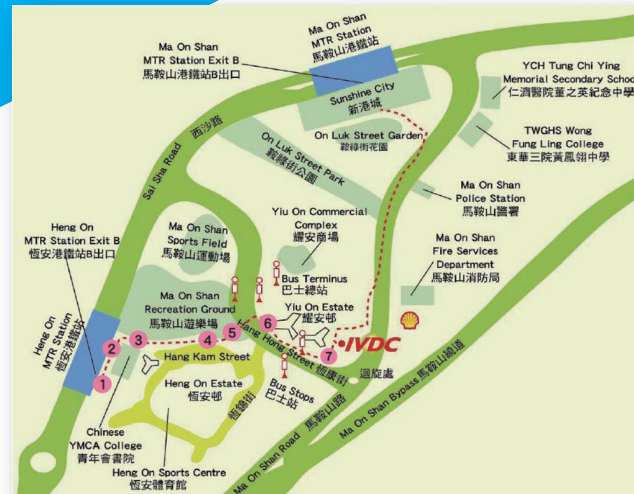 Ma On Shan
MTR Station Exit B
馬鞍山港鐵站B出口
Ma On Shan
MTR Station
馬鞍山港鐵站
Sunshine City
新港城
YCH Tung Chi Ying
Memorial Secondary School
仁濟醫院董之英紀念中學
TWGHS Wong
Fung Ling College
東華三院黃鳳翎中學
西沙路
Sai Sha Road
On Luk Street Park
鞍祿街公園
On Luk Street Garden
鞍祿街花園
Ma On Shan
Police Station
馬鞍山警署
Heng On
MTR Station Exit B
恆安港鐵站B出口
Ma On Shan
Sports Field
馬鞍山運動場
Yiu On Commercial
Complex
耀安商場
Ma On Shan
Fire Services
Department
馬鞍山消防局
Bus Terminus
巴士總站
Ma On Shan
Recreation Ground
馬鞍山遊樂場
Yiu On Estate
耀安邨
Heng On
MTR Station
恆安港鐵站
1
2
3
4
5
6
7
IVDC
Hang Kam Street
Hang Hong Street 恆康街
迴旋處
Heng On Estate
恆安邨
恆錦街
Bus Stops
巴士站
Chinese
YMCA College
青年會書院
Heng On Sports Centre
恆安體育館
Ma On Shan Road 馬鞍山路
Ma On Shan Bypass 馬鞍山繞道